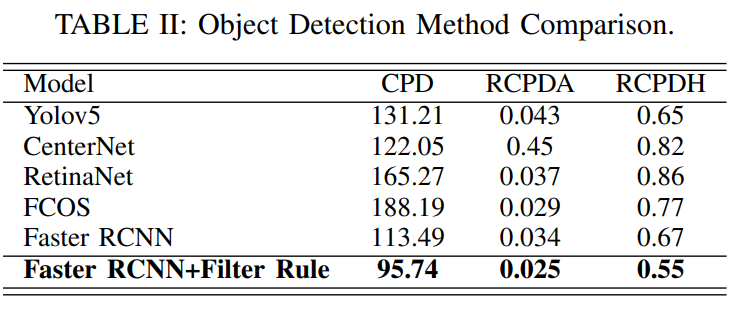 TABLE II: Object Detection Method Comparison.
Model CPD RCPDA RCPDH
Yolov5 131.21 0.043 0.65
CenterNet 122.05 0.45 0.82
RetinaNet 165.27 0.037 0.86
FCOS 188.19 0.029 0.77
Faster RCNN 113.49 0.034 0.67
Faster RCNN+Filter Rule 95.74 0.025 0.55